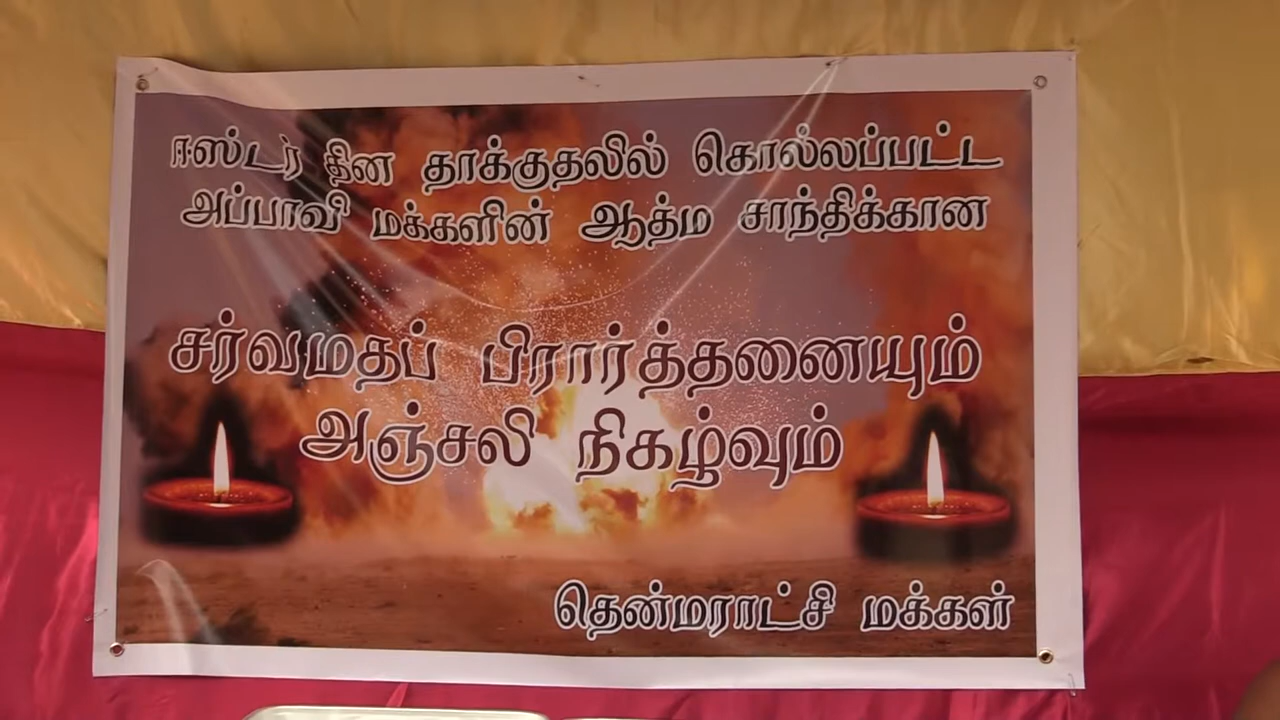 ஈஸ்டர் தின தாக்குதலில் கொல்லப்பட்ட
அப்பாவி மக்களின் ஆத்ம சாந்திக்கான
சர்வமதப் பிரார்த்தனையும்
அஞ்சலி நிகழ்வும்
தென்மராட்சி மக்கள்